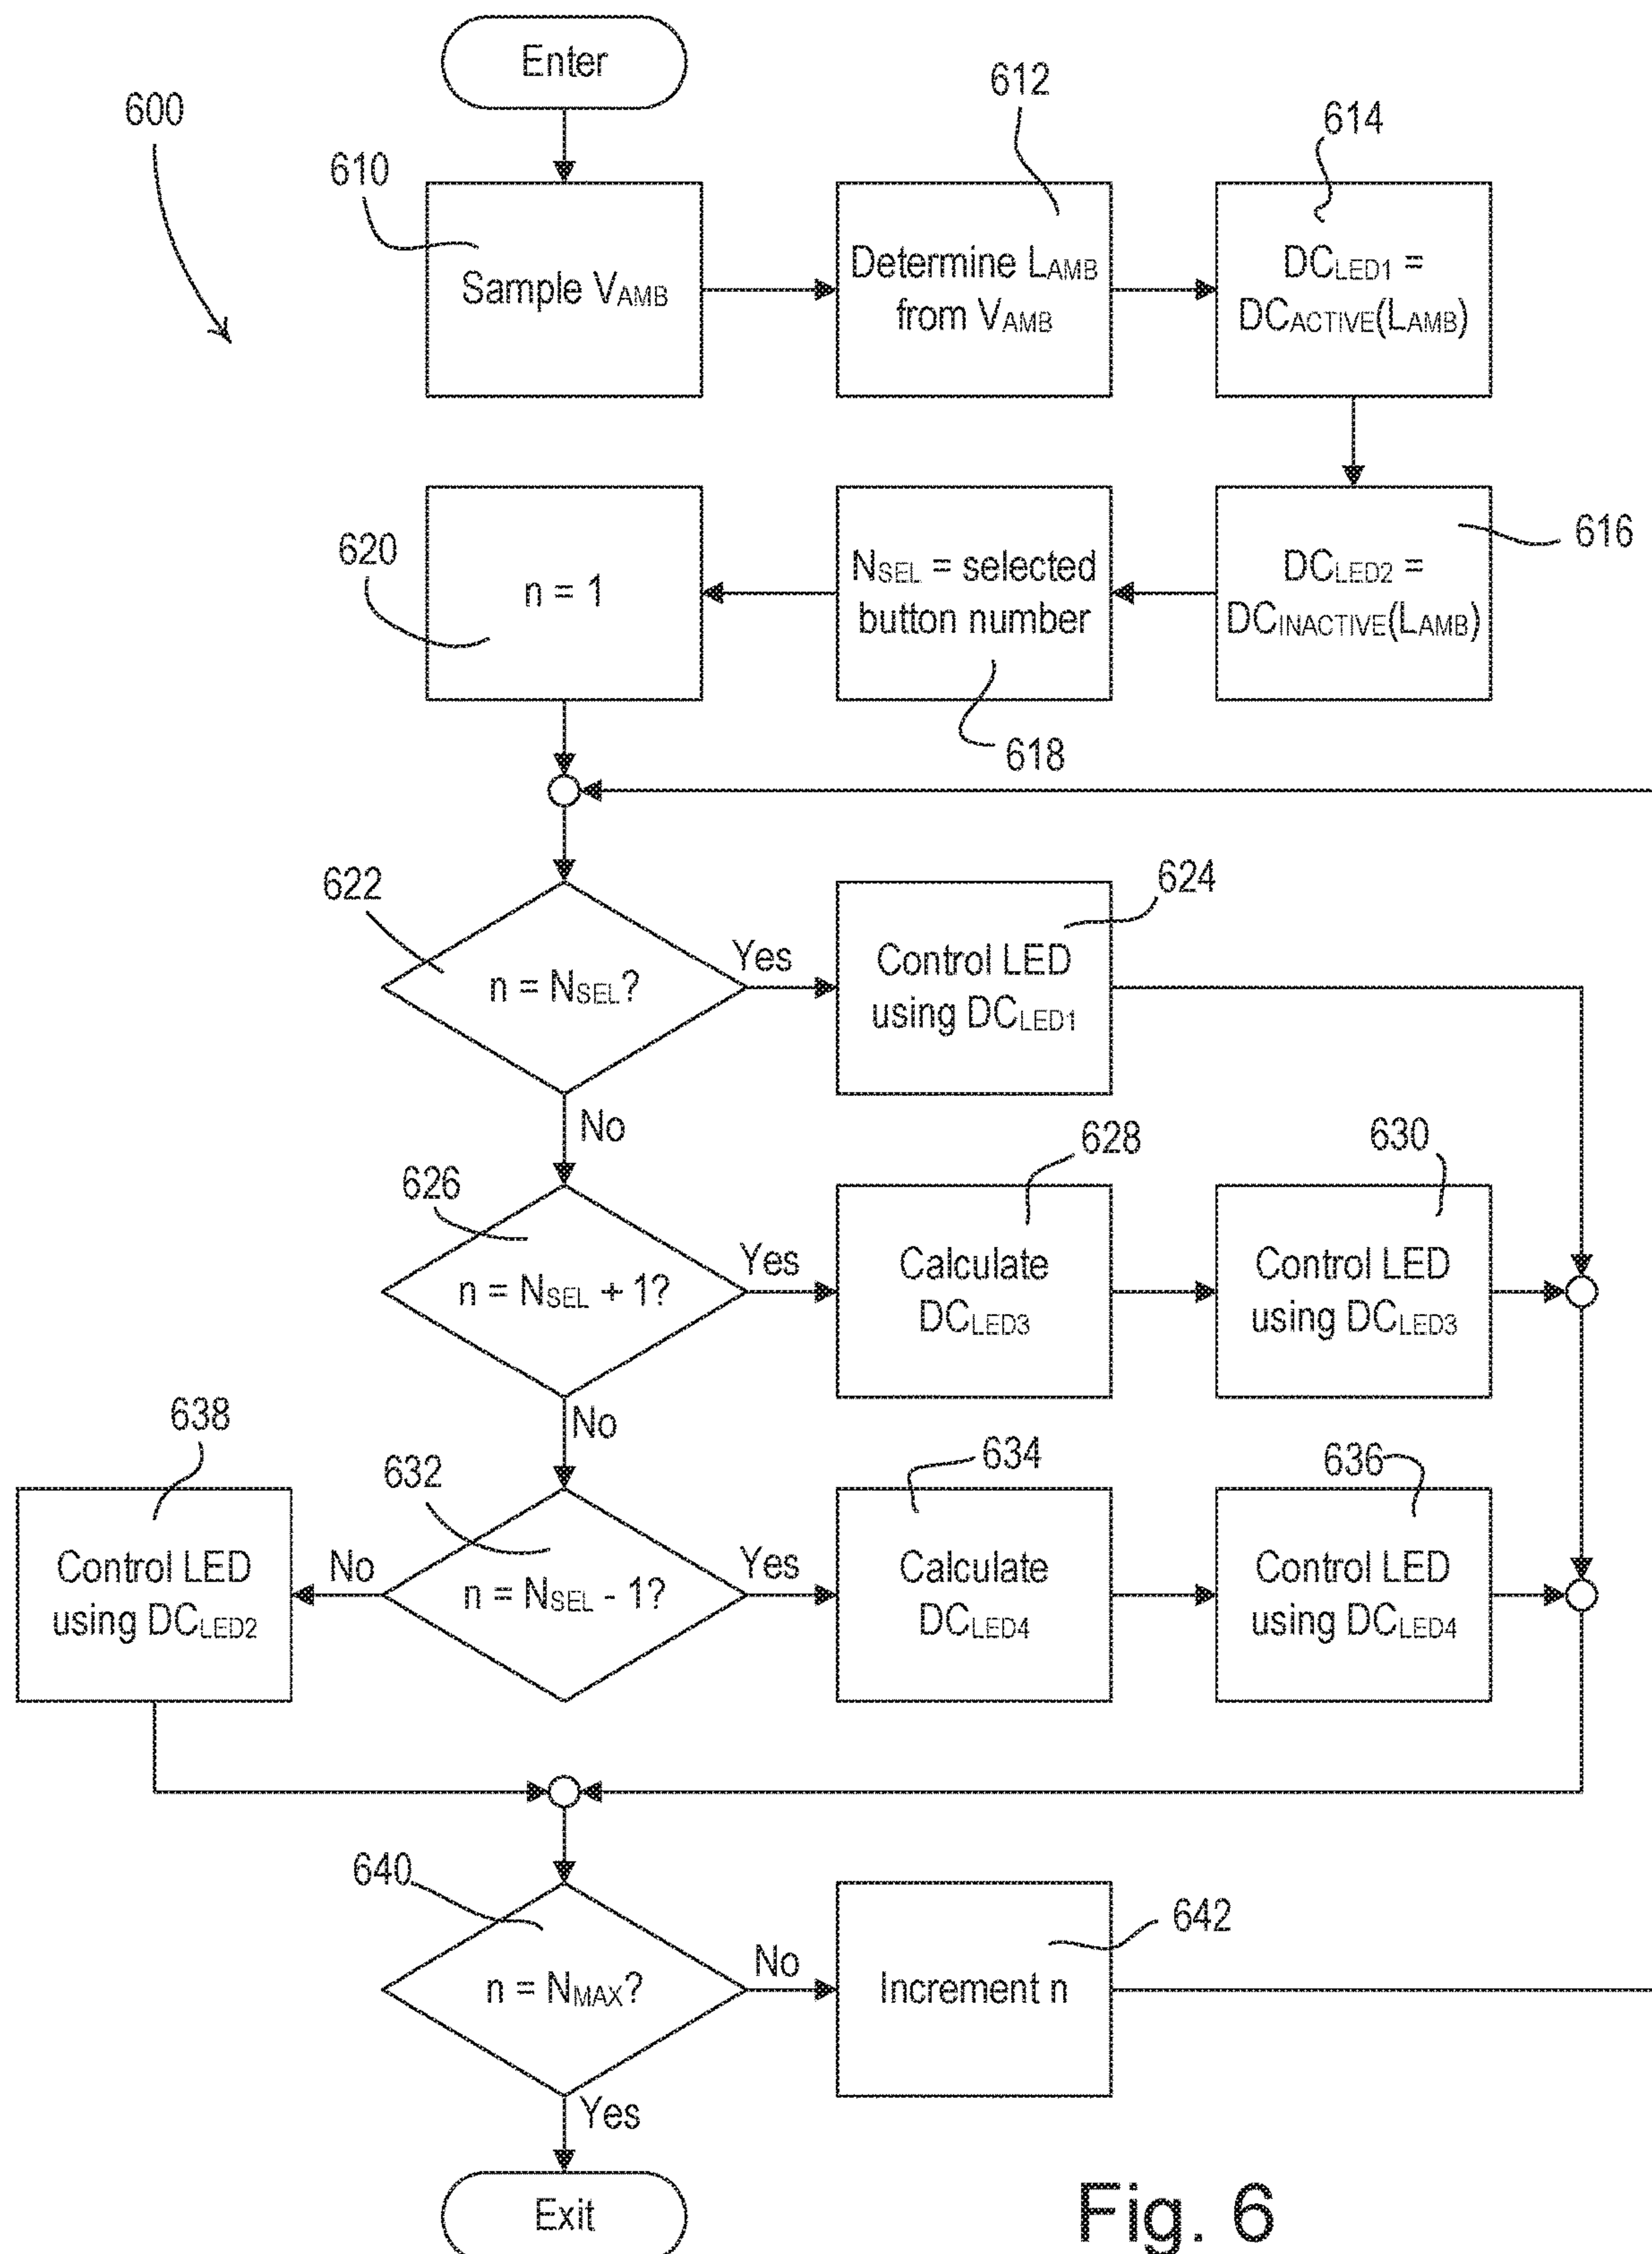 Enter
600
610
612
614
Sample VAMB
Determine LAMB
from VAMB
DCLED1 =
DCACTIVE(LAMB)
620
n = 1
NSEL = selected
button number
618
DCLED2 =
DCINACTIVE(LAMB)
616
622
n = NSEL?
Yes
No
Control LED
using DCLED1
624
626
n = NSEL + 1?
Yes
No
Calculate
DCLED3
628
Control LED
using DCLED3
630
638
Control LED
using DCLED2
No
632
n = NSEL - 1?
Yes
Calculate
DCLED4
634
Control LED
using DCLED4
636
640
n = NMAX?
No
Yes
Increment n
642
Exit
Fig. 6